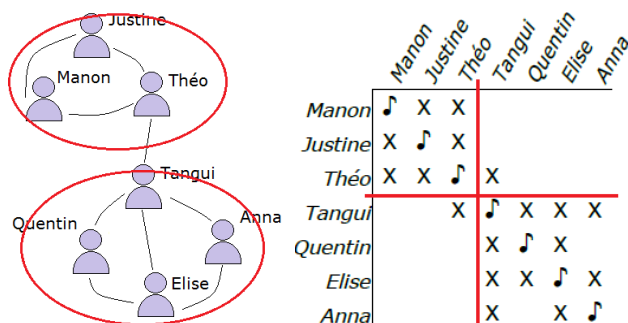 Justine
Manon Théo
Tangui
Quentin Anna
Elise
Manon Justine Théo Tangui Quentin Elise Anna
Manon ♪ X X
Justine X ♪ X
Théo X X ♪ X
Tangui X ♪ X X X
Quentin X ♪ X
Elise X X ♪ X
Anna X X ♪